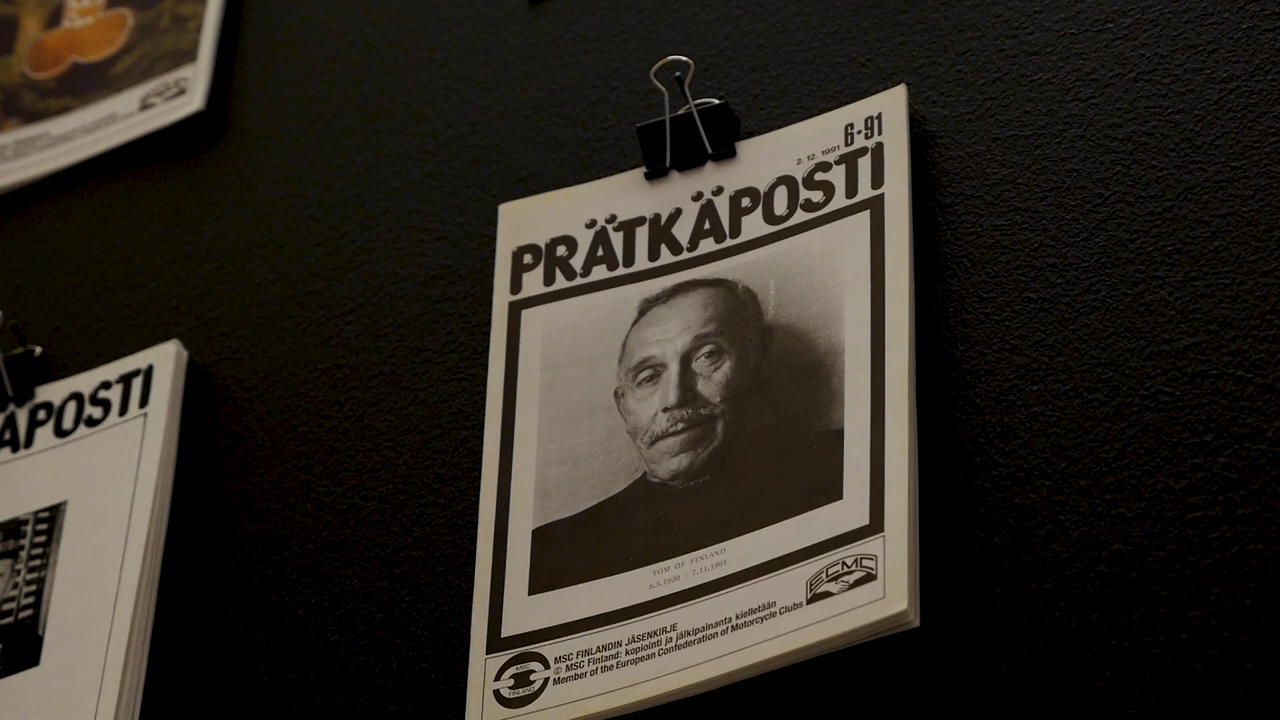 6·91
2. 12. 1991
PRÄTKÄPOSTI
TOM OF FINLAND
8.5.1920 - 7.11.1991
ECMC
MSC FINLANDIN JÄSENKIRJE
© MSC Finland: kopiointi ja jälkipainanta kielletään
Member of the European Confederation of Motorcycle Clubs
MSC
FINLAND
ÄPOSTI